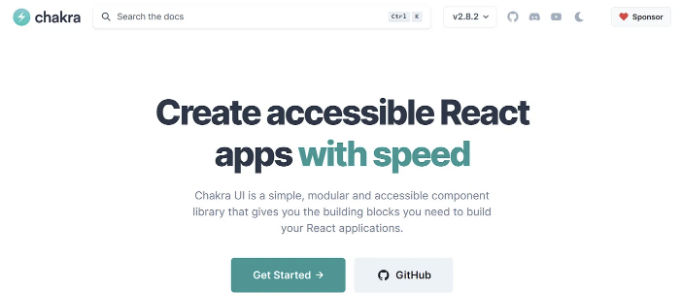 chakra Search the docs Ctrl K v2.8.2 Sponsor
Create accessible React
apps with speed
Chakra UI is a simple, modular and accessible component
library that gives you the building blocks you need to build
your React applications.
Get Started → GitHub